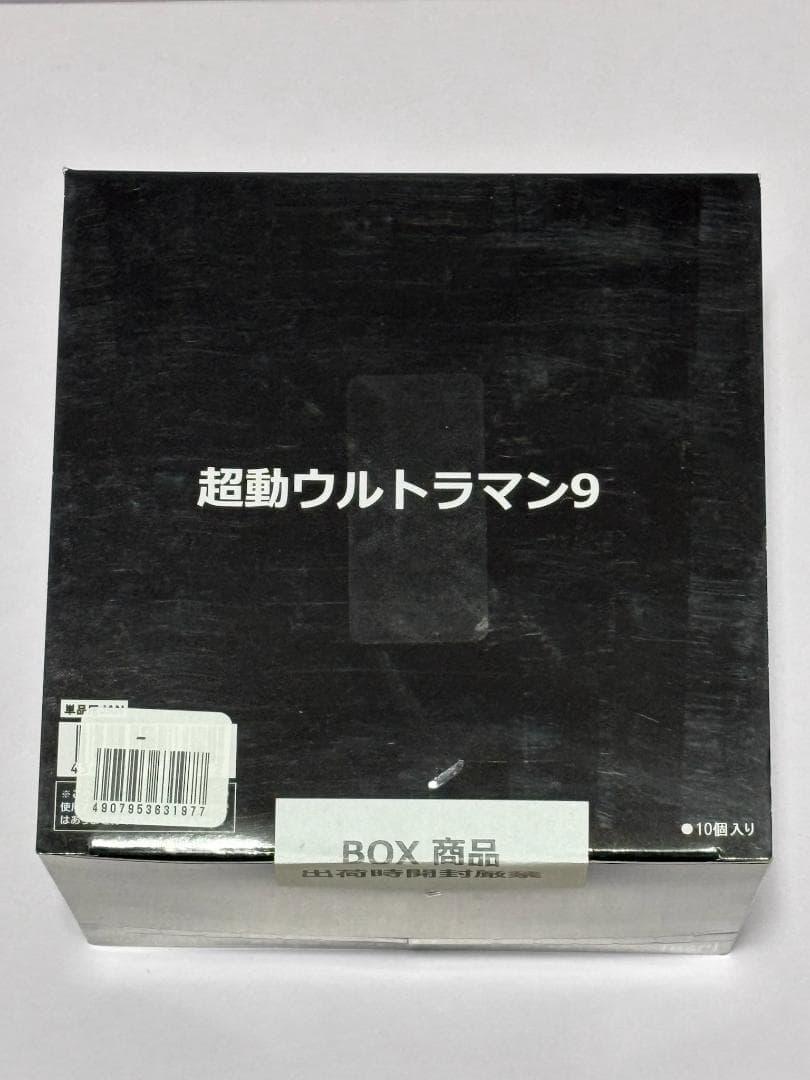 超動ウルトラマン9
単品用JAN
-
4907953631977
●10個入り
BOX 商品
出荷時開封厳禁